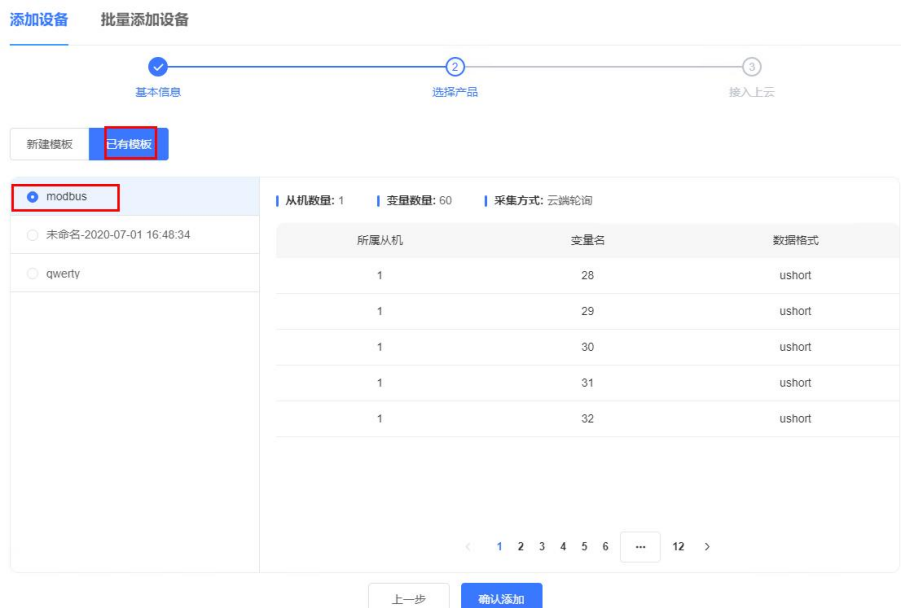 添加设备 批量添加设备
2 3
基本信息 选择产品 接入上云
新建模板 已有模板
modbus
未命名-2020-07-01 16:48:34
qwerty
从机数量: 1 变量数量: 60 采集方式: 云端轮询
所属从机 变量名 数据格式
1 28 ushort
1 29 ushort
1 30 ushort
1 31 ushort
1 32 ushort
< 1 2 3 4 5 6 ··· 12 >
上一步 确认添加